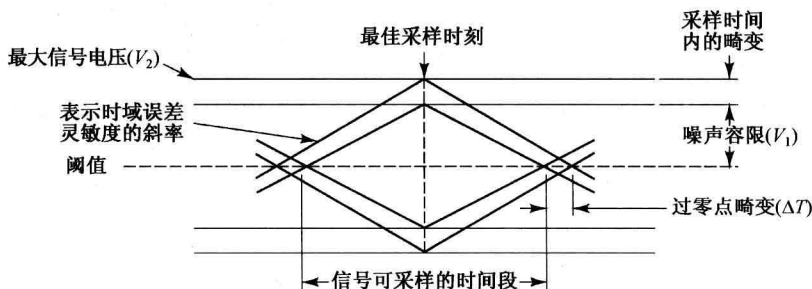 最佳采样时刻
采样时间
内的畸变
最大信号电压(V₂)
表示时域误差
灵敏度的斜率
噪声容限(V₁)
阈值
过零点畸变(ΔT)
信号可采样的时间段